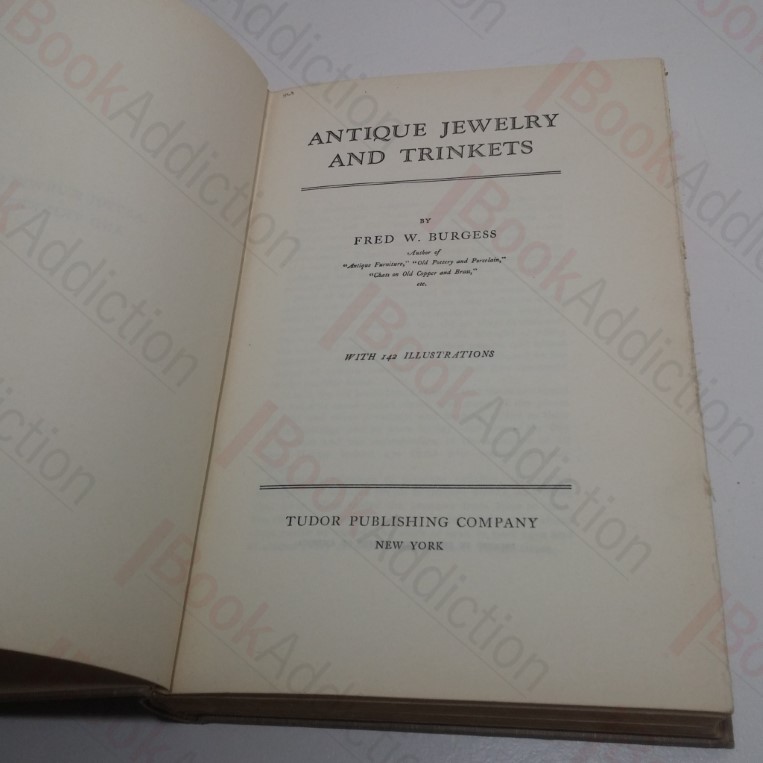 ANTIQUE JEWELRY
AND TRINKETS
BY
FRED W. BURGESS
Author of
"Antique Furniture," "Old Pottery and Porcelain,"
"Chats on Old Copper and Brass,"
etc.
WITH 142 ILLUSTRATIONS
TUDOR PUBLISHING COMPANY
NEW YORK
BookAddiction